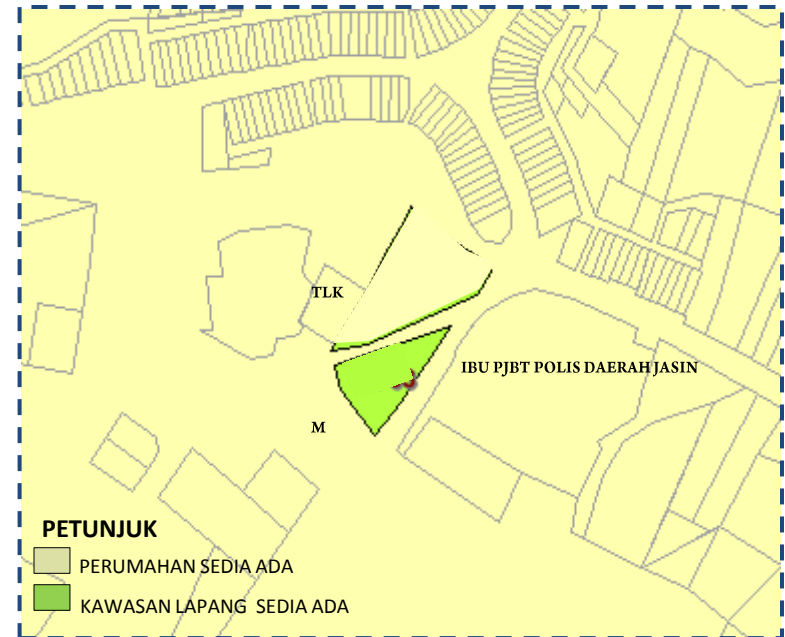 TLK
IBU PJBT POLIS DAERAH JASIN
M
PETUNJUK
PERUMAHAN SEDIA ADA
KAWASAN LAPANG SEDIA ADA